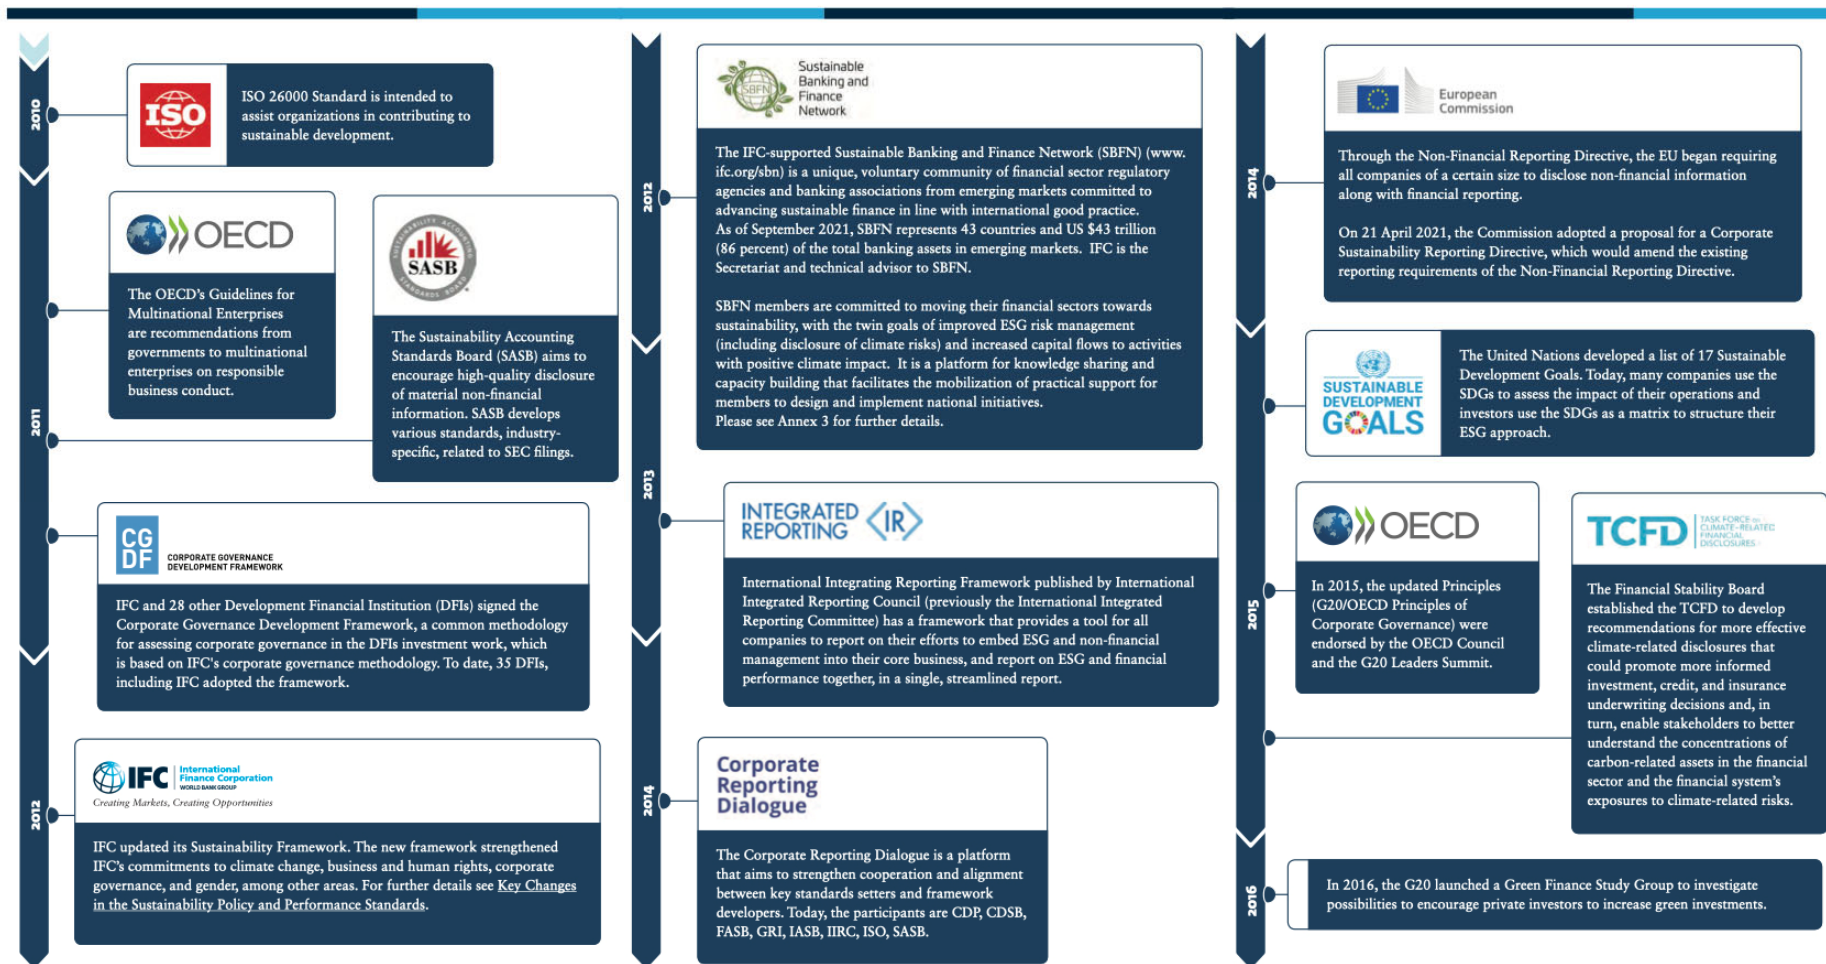 2010
ISO
ISO 26000 Standard is intended to
assist organizations in contributing to
sustainable development.
2011
OECD
The OECD's Guidelines for
Multinational Enterprises
are recommendations from
governments to multinational
enterprises on responsible
business conduct.
SUSTAINABILITY ACCOUNTING
SASB
STANDARDS BOARD
The Sustainability Accounting
Standards Board (SASB) aims to
encourage high-quality disclosure
of material non-financial
information. SASB develops
various standards, industry-
specific, related to SEC filings.
CG
DF
CORPORATE GOVERNANCE
DEVELOPMENT FRAMEWORK
IFC and 28 other Development Financial Institution (DFIs) signed the
Corporate Governance Development Framework, a common methodology
for assessing corporate governance in the DFIs investment work, which
is based on IFC's corporate governance methodology. To date, 35 DFIs,
including IFC adopted the framework.
2012
IFC
International
Finance Corporation
WORLD BANK GROUP
Creating Markets, Creating Opportunities
IFC updated its Sustainability Framework. The new framework strengthened
IFC's commitments to climate change, business and human rights, corporate
governance, and gender, among other areas. For further details see Key Changes
in the Sustainability Policy and Performance Standards.
2012
SBFN
Sustainable
Banking and
Finance
Network
The IFC-supported Sustainable Banking and Finance Network (SBFN) (www.
ifc.org/sbn) is a unique, voluntary community of financial sector regulatory
agencies and banking associations from emerging markets committed to
advancing sustainable finance in line with international good practice.
As of September 2021, SBFN represents 43 countries and US $43 trillion
(86 percent) of the total banking assets in emerging markets. IFC is the
Secretariat and technical advisor to SBFN.
SBFN members are committed to moving their financial sectors towards
sustainability, with the twin goals of improved ESG risk management
(including disclosure of climate risks) and increased capital flows to activities
with positive climate impact. It is a platform for knowledge sharing and
capacity building that facilitates the mobilization of practical support for
members to design and implement national initiatives.
Please see Annex 3 for further details.
2013
INTEGRATED
REPORTING
<IR>
International Integrating Reporting Framework published by International
Integrated Reporting Council (previously the International Integrated
Reporting Committee) has a framework that provides a tool for all
companies to report on their efforts to embed ESG and non-financial
management into their core business, and report on ESG and financial
performance together, in a single, streamlined report.
2014
Corporate
Reporting
Dialogue
The Corporate Reporting Dialogue is a platform
that aims to strengthen cooperation and alignment
between key standards setters and framework
developers. Today, the participants are CDP, CDSB,
FASB, GRI, IASB, IIRC, ISO, SASB.
2014
European
Commission
Through the Non-Financial Reporting Directive, the EU began requiring
all companies of a certain size to disclose non-financial information
along with financial reporting.
On 21 April 2021, the Commission adopted a proposal for a Corporate
Sustainability Reporting Directive, which would amend the existing
reporting requirements of the Non-Financial Reporting Directive.
2015
SUSTAINABLE
DEVELOPMENT
GOALS
The United Nations developed a list of 17 Sustainable
Development Goals. Today, many companies use the
SDGs to assess the impact of their operations and
investors use the SDGs as a matrix to structure their
ESG approach.
OECD
In 2015, the updated Principles
(G20/OECD Principles of
Corporate Governance) were
endorsed by the OECD Council
and the G20 Leaders Summit.
TCFD
TASK FORCE on
CLIMATE-RELATED
FINANCIAL
DISCLOSURES
The Financial Stability Board
established the TCFD to develop
recommendations for more effective
climate-related disclosures that
could promote more informed
investment, credit, and insurance
underwriting decisions and, in
turn, enable stakeholders to better
understand the concentrations of
carbon-related assets in the financial
sector and the financial system's
exposures to climate-related risks.
2016
In 2016, the G20 launched a Green Finance Study Group to investigate
possibilities to encourage private investors to increase green investments.